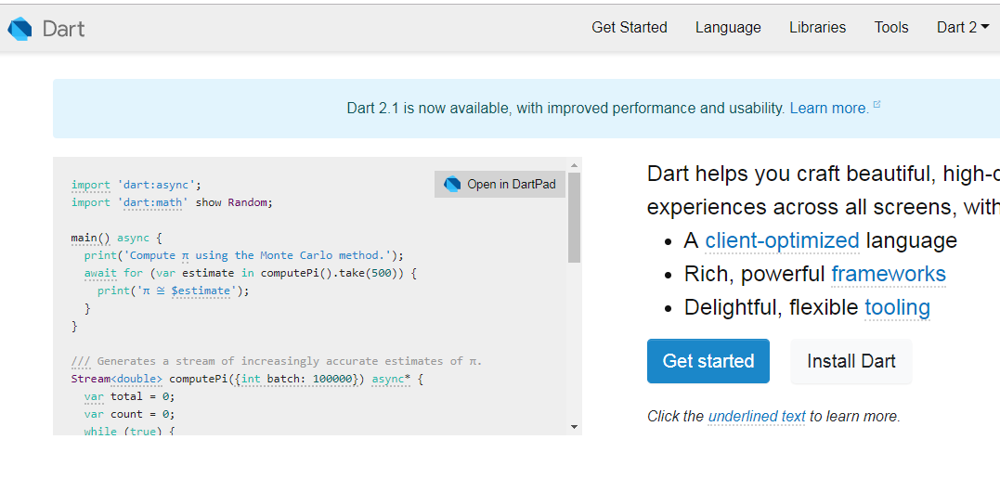 Dart
Get Started
Language
Libraries
Tools
Dart 2
Dart 2.1 is now available, with improved performance and usability. Learn more.
Open in DartPad
import 'dart:async';
import 'dart:math' show Random;
main() async {
print('Compute π using the Monte Carlo method.');
await for (var estimate in computePi().take(500)) {
print('π ≅ $estimate');
}
}
/// Generates a stream of increasingly accurate estimates of π.
Stream<double> computePi({int batch: 100000}) async* {
var total = 0;
var count = 0;
while (true) {
Dart helps you craft beautiful,
experiences across all screens, with
• A client-optimized language
• Rich, powerful frameworks
• Delightful, flexible tooling
Get started
Install Dart
Click the underlined text to learn more.